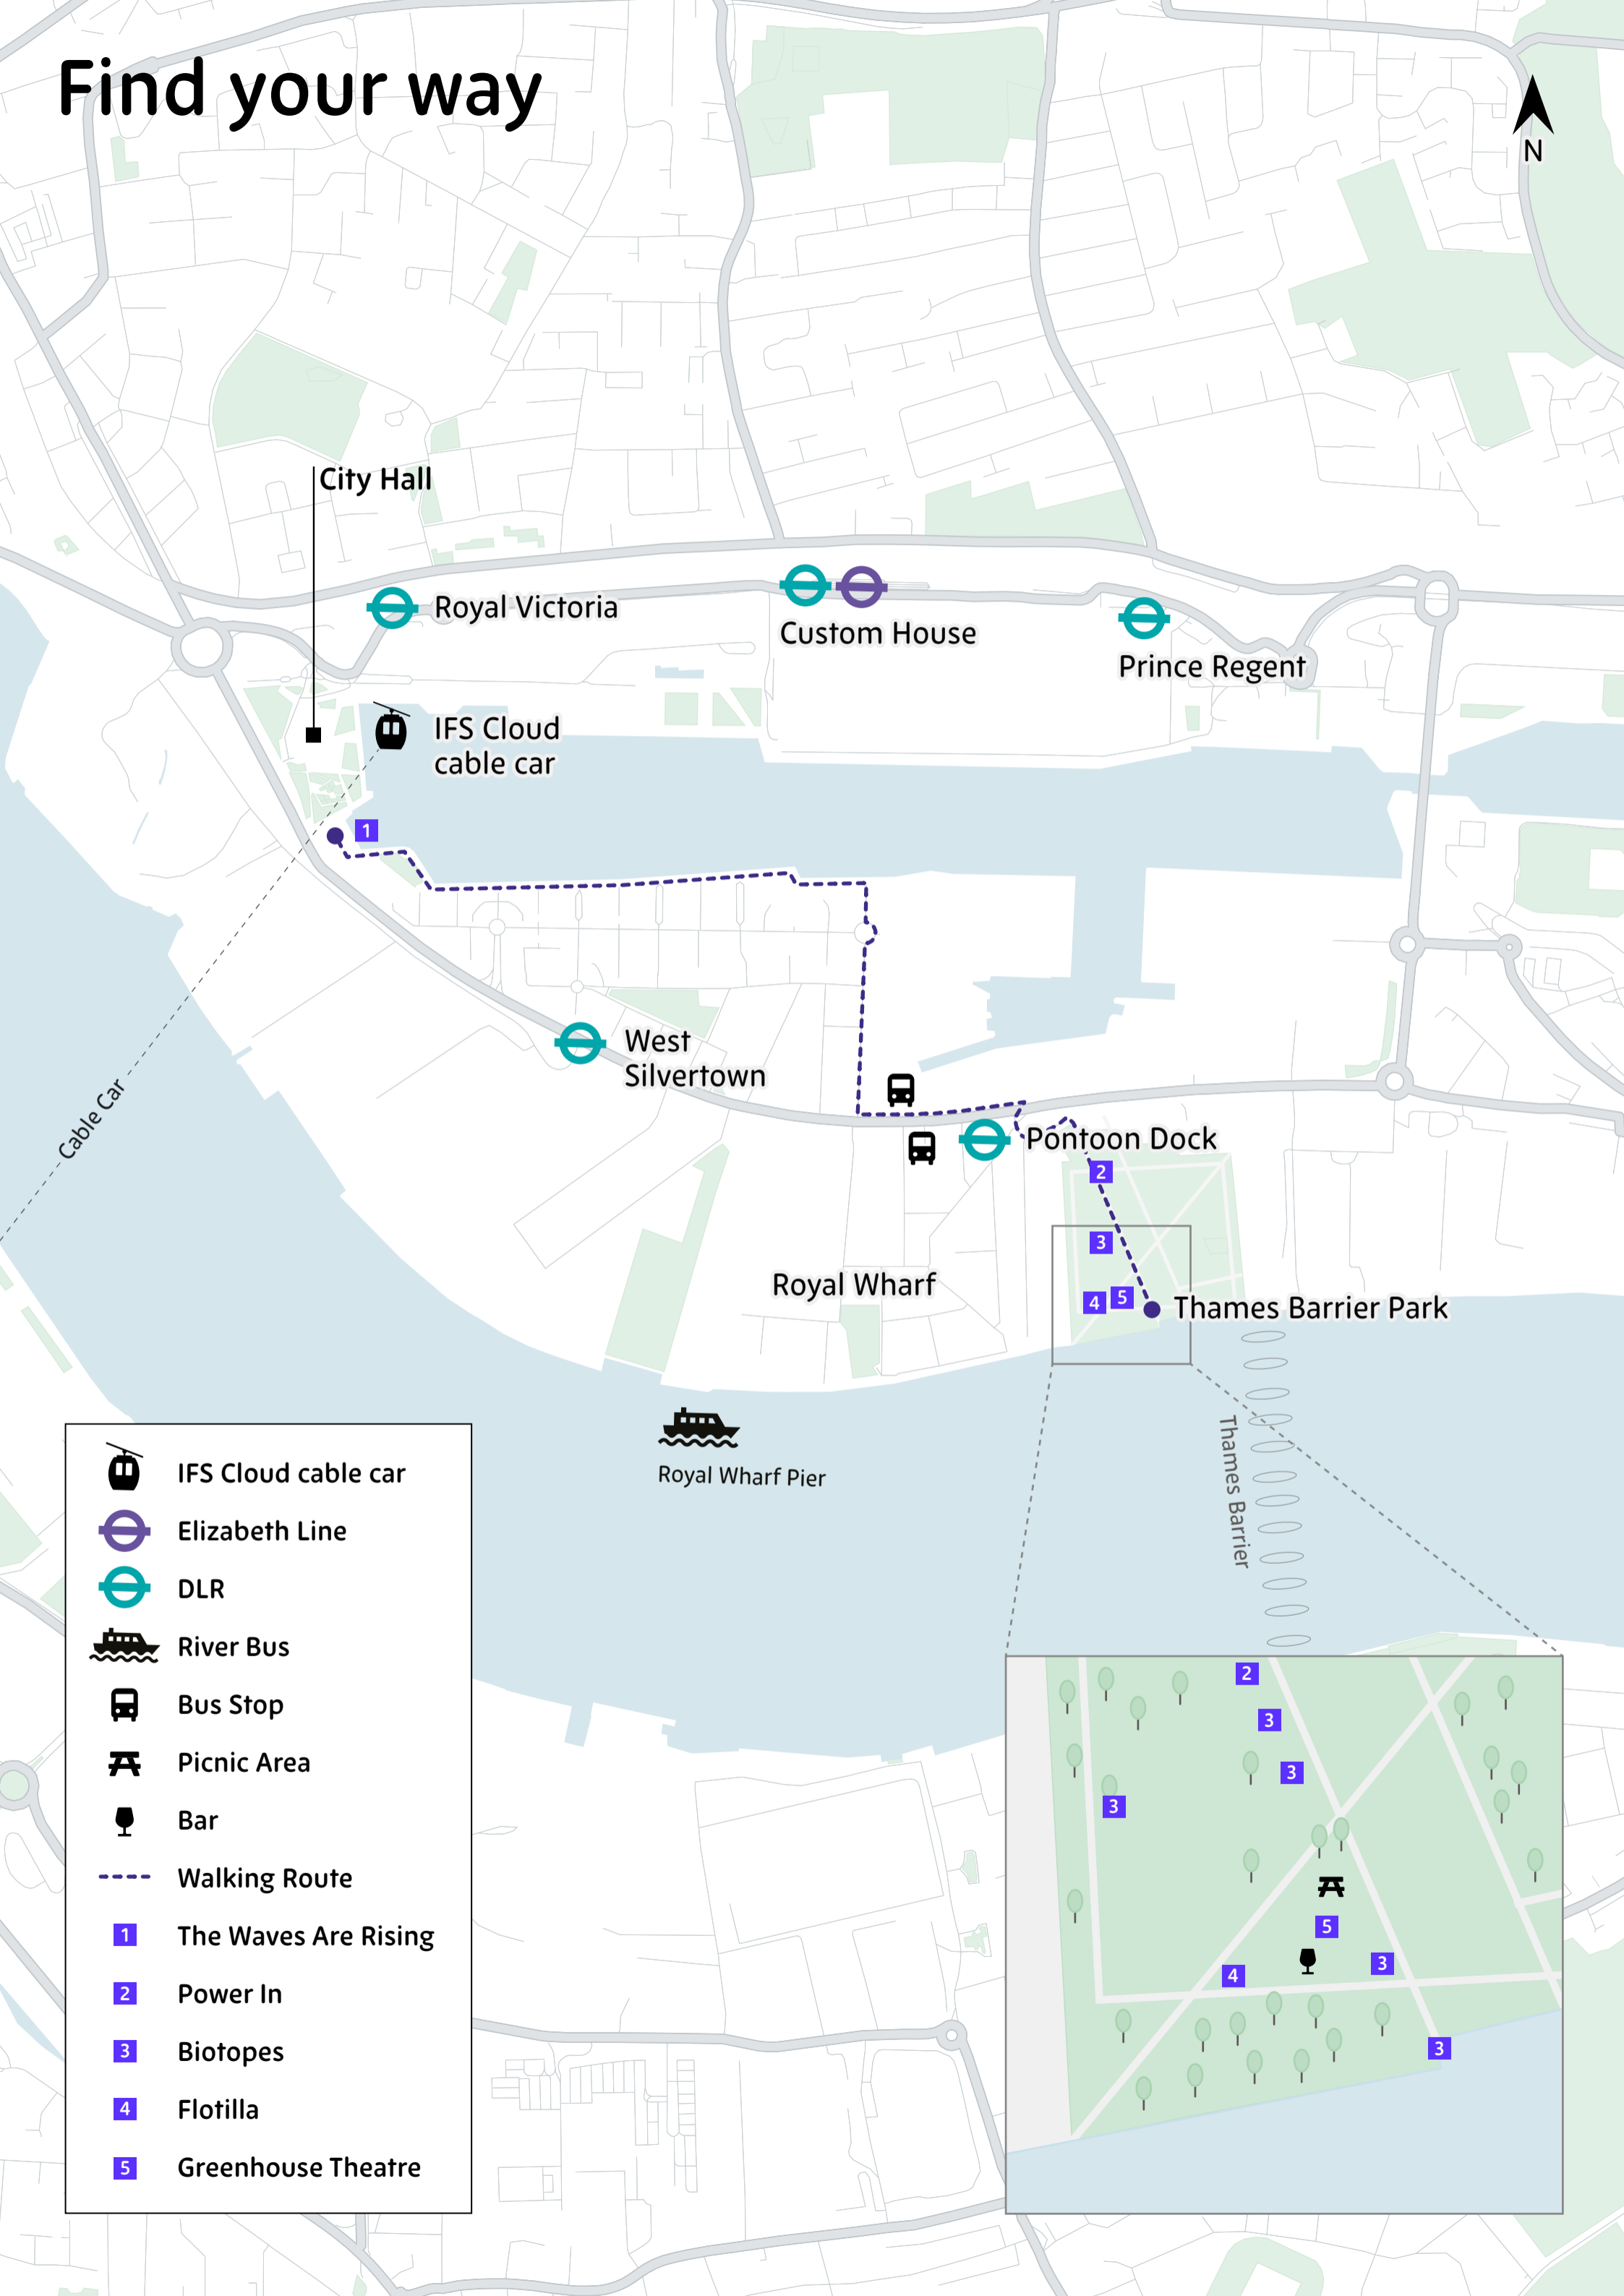 Find your way
N
City Hall
Royal Victoria
Custom House
Prince Regent
IFS Cloud
cable car
1
Cable Car
West
Silvertown
Pontoon Dock
2
3
4
5
Royal Wharf
Thames Barrier Park
Royal Wharf Pier
Thames Barrier
IFS Cloud cable car
Elizabeth Line
DLR
River Bus
Bus Stop
Picnic Area
Bar
Walking Route
1 The Waves Are Rising
2 Power In
3 Biotopes
4 Flotilla
5 Greenhouse Theatre
2
3
3
3
5
3
4
3